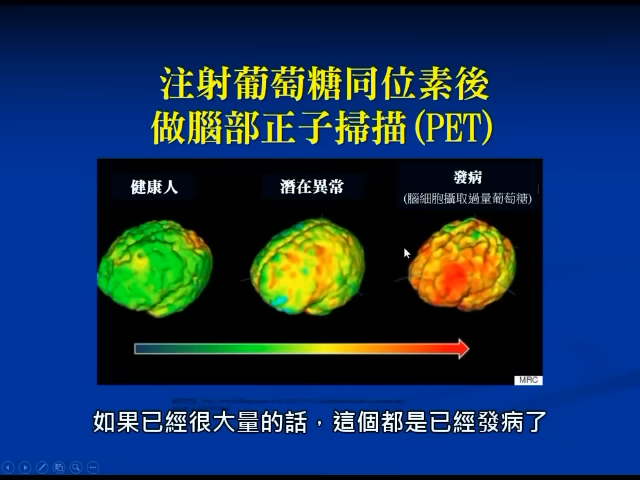 注射葡萄糖同位素後
做腦部正子掃描(PET)
健康人
潛在異常
發病
(腦細胞攝取過量葡萄糖)
MRC
如果已經很大量的話，這個都是已經發病了